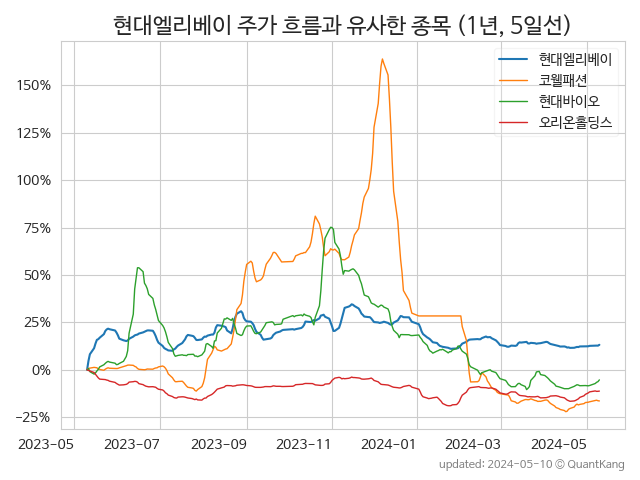 현대엘리베이 주가 흐름과 유사한 종목 (1년, 5일선)
현대엘리베이
코웰패션
현대바이오
오리온홀딩스
150%
125%
100%
75%
50%
25%
0%
−25%
2023-05
2023-07
2023-09
2023-11
2024-01
2024-03
2024-05
updated: 2024-05-10 © QuantKang